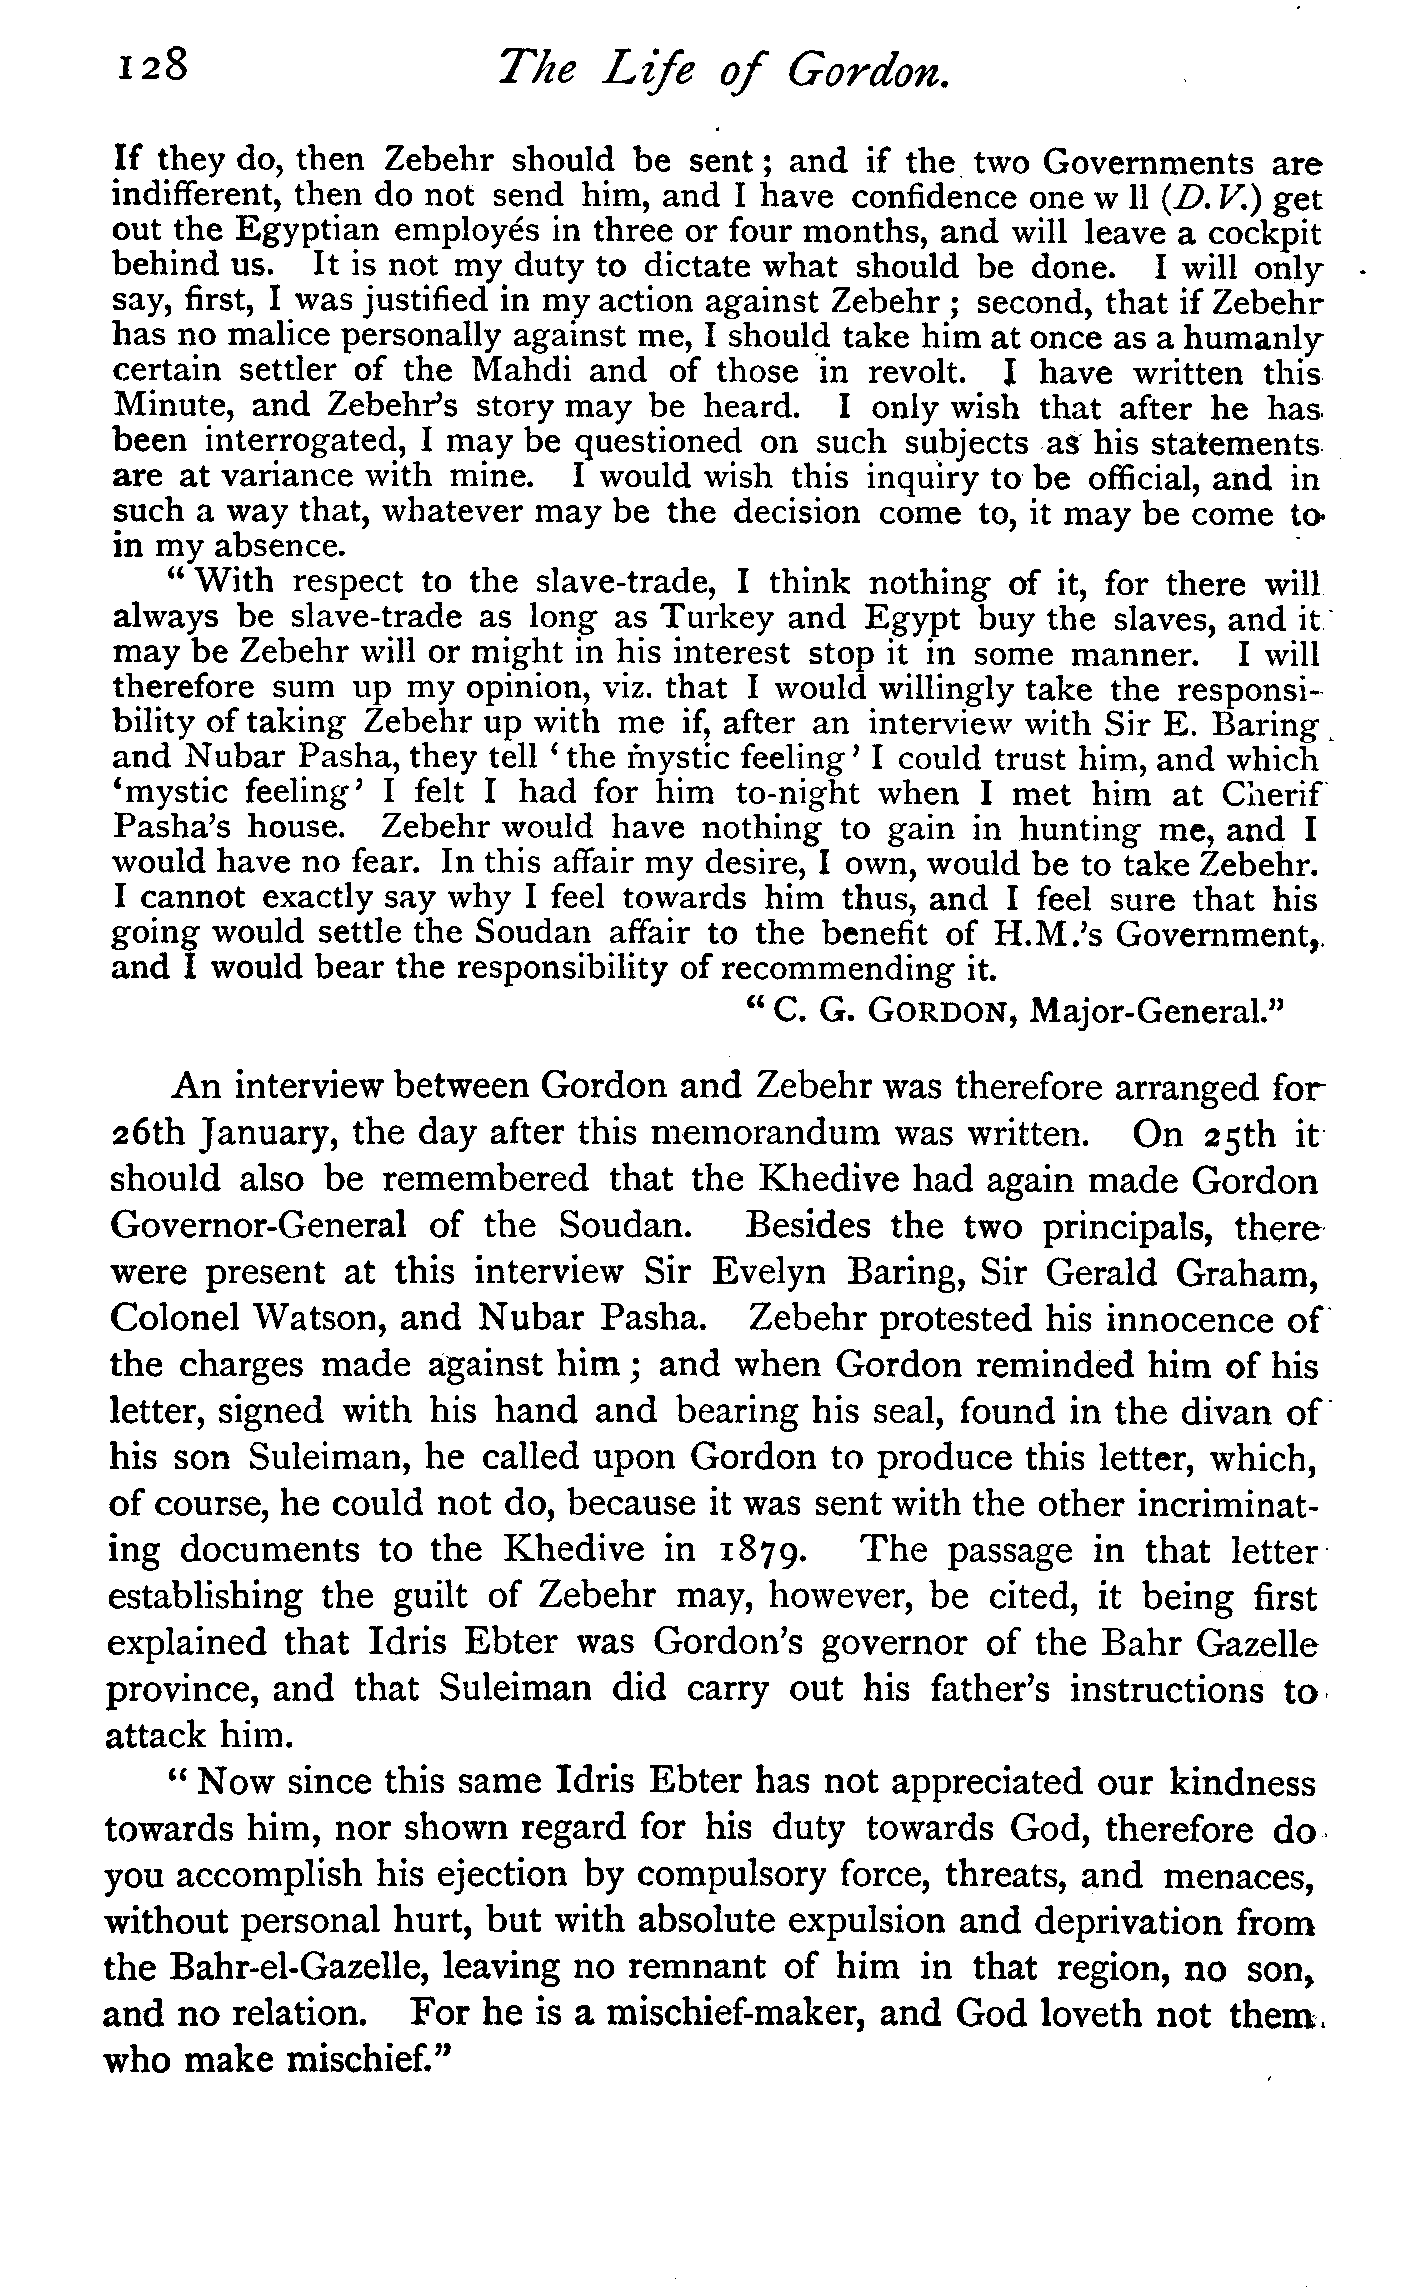 128 The Life of Gordon.
If they do, then Zebehr should be sent; and if the two Governments are
indifferent, then do not send him, and I have confidence one w ll (D.V.) get
out the Egyptian employés in three or four months, and will leave a cockpit
behind us. It is not my duty to dictate what should be done. I will only
say, first, I was justified in my action against Zebehr; second, that if Zebehr
has no malice personally against me, I should take him at once as a humanly
certain settler of the Mahdi and of those in revolt. I have written this
Minute, and Zebehr's story may be heard. I only wish that after he has
been interrogated, I may be questioned on such subjects as his statements
are at variance with mine. I would wish this inquiry to be official, and in
such a way that, whatever may be the decision come to, it may be come to
in my absence.
"With respect to the slave-trade, I think nothing of it, for there will
always be slave-trade as long as Turkey and Egypt buy the slaves, and it
may be Zebehr will or might in his interest stop it in some manner. I will
therefore sum up my opinion, viz. that I would willingly take the responsi-
bility of taking Zebehr up with me if, after an interview with Sir E. Baring
and Nubar Pasha, they tell 'the mystic feeling' I could trust him, and which
'mystic feeling' I felt I had for him to-night when I met him at Cherif
Pasha's house. Zebehr would have nothing to gain in hunting me, and I
would have no fear. In this affair my desire, I own, would be to take Zebehr.
I cannot exactly say why I feel towards him thus, and I feel sure that his
going would settle the Soudan affair to the benefit of H.M.'s Government,
and I would bear the responsibility of recommending it.
"C. G. GORDON, Major-General."
An interview between Gordon and Zebehr was therefore arranged for
26th January, the day after this memorandum was written. On 25th it
should also be remembered that the Khedive had again made Gordon
Governor-General of the Soudan. Besides the two principals, there
were present at this interview Sir Evelyn Baring, Sir Gerald Graham,
Colonel Watson, and Nubar Pasha. Zebehr protested his innocence of
the charges made against him; and when Gordon reminded him of his
letter, signed with his hand and bearing his seal, found in the divan of
his son Suleiman, he called upon Gordon to produce this letter, which,
of course, he could not do, because it was sent with the other incriminat-
ing documents to the Khedive in 1879. The passage in that letter
establishing the guilt of Zebehr may, however, be cited, it being first
explained that Idris Ebter was Gordon's governor of the Bahr Gazelle
province, and that Suleiman did carry out his father's instructions to
attack him.
"Now since this same Idris Ebter has not appreciated our kindness
towards him, nor shown regard for his duty towards God, therefore do
you accomplish his ejection by compulsory force, threats, and menaces,
without personal hurt, but with absolute expulsion and deprivation from
the Bahr-el-Gazelle, leaving no remnant of him in that region, no son,
and no relation. For he is a mischief-maker, and God loveth not them
who make mischief."